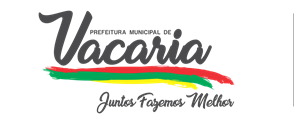 PREFEITURA MUNICIPAL DE
Vacaria
Juntos Fazemos Melhor